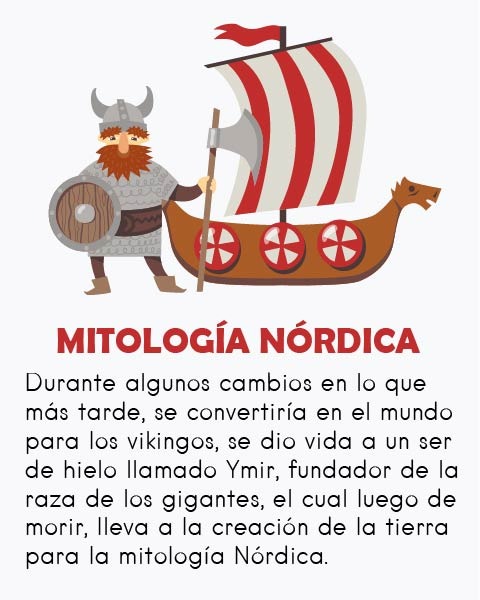 MITOLOGÍA NÓRDICA
Durante algunos cambios en lo que
más tarde, se convertiría en el mundo
para los vikingos, se dio vida a un ser
de hielo llamado Ymir, fundador de la
raza de los gigantes, el cual luego de
morir, lleva a la creación de la tierra
para la mitología Nórdica.